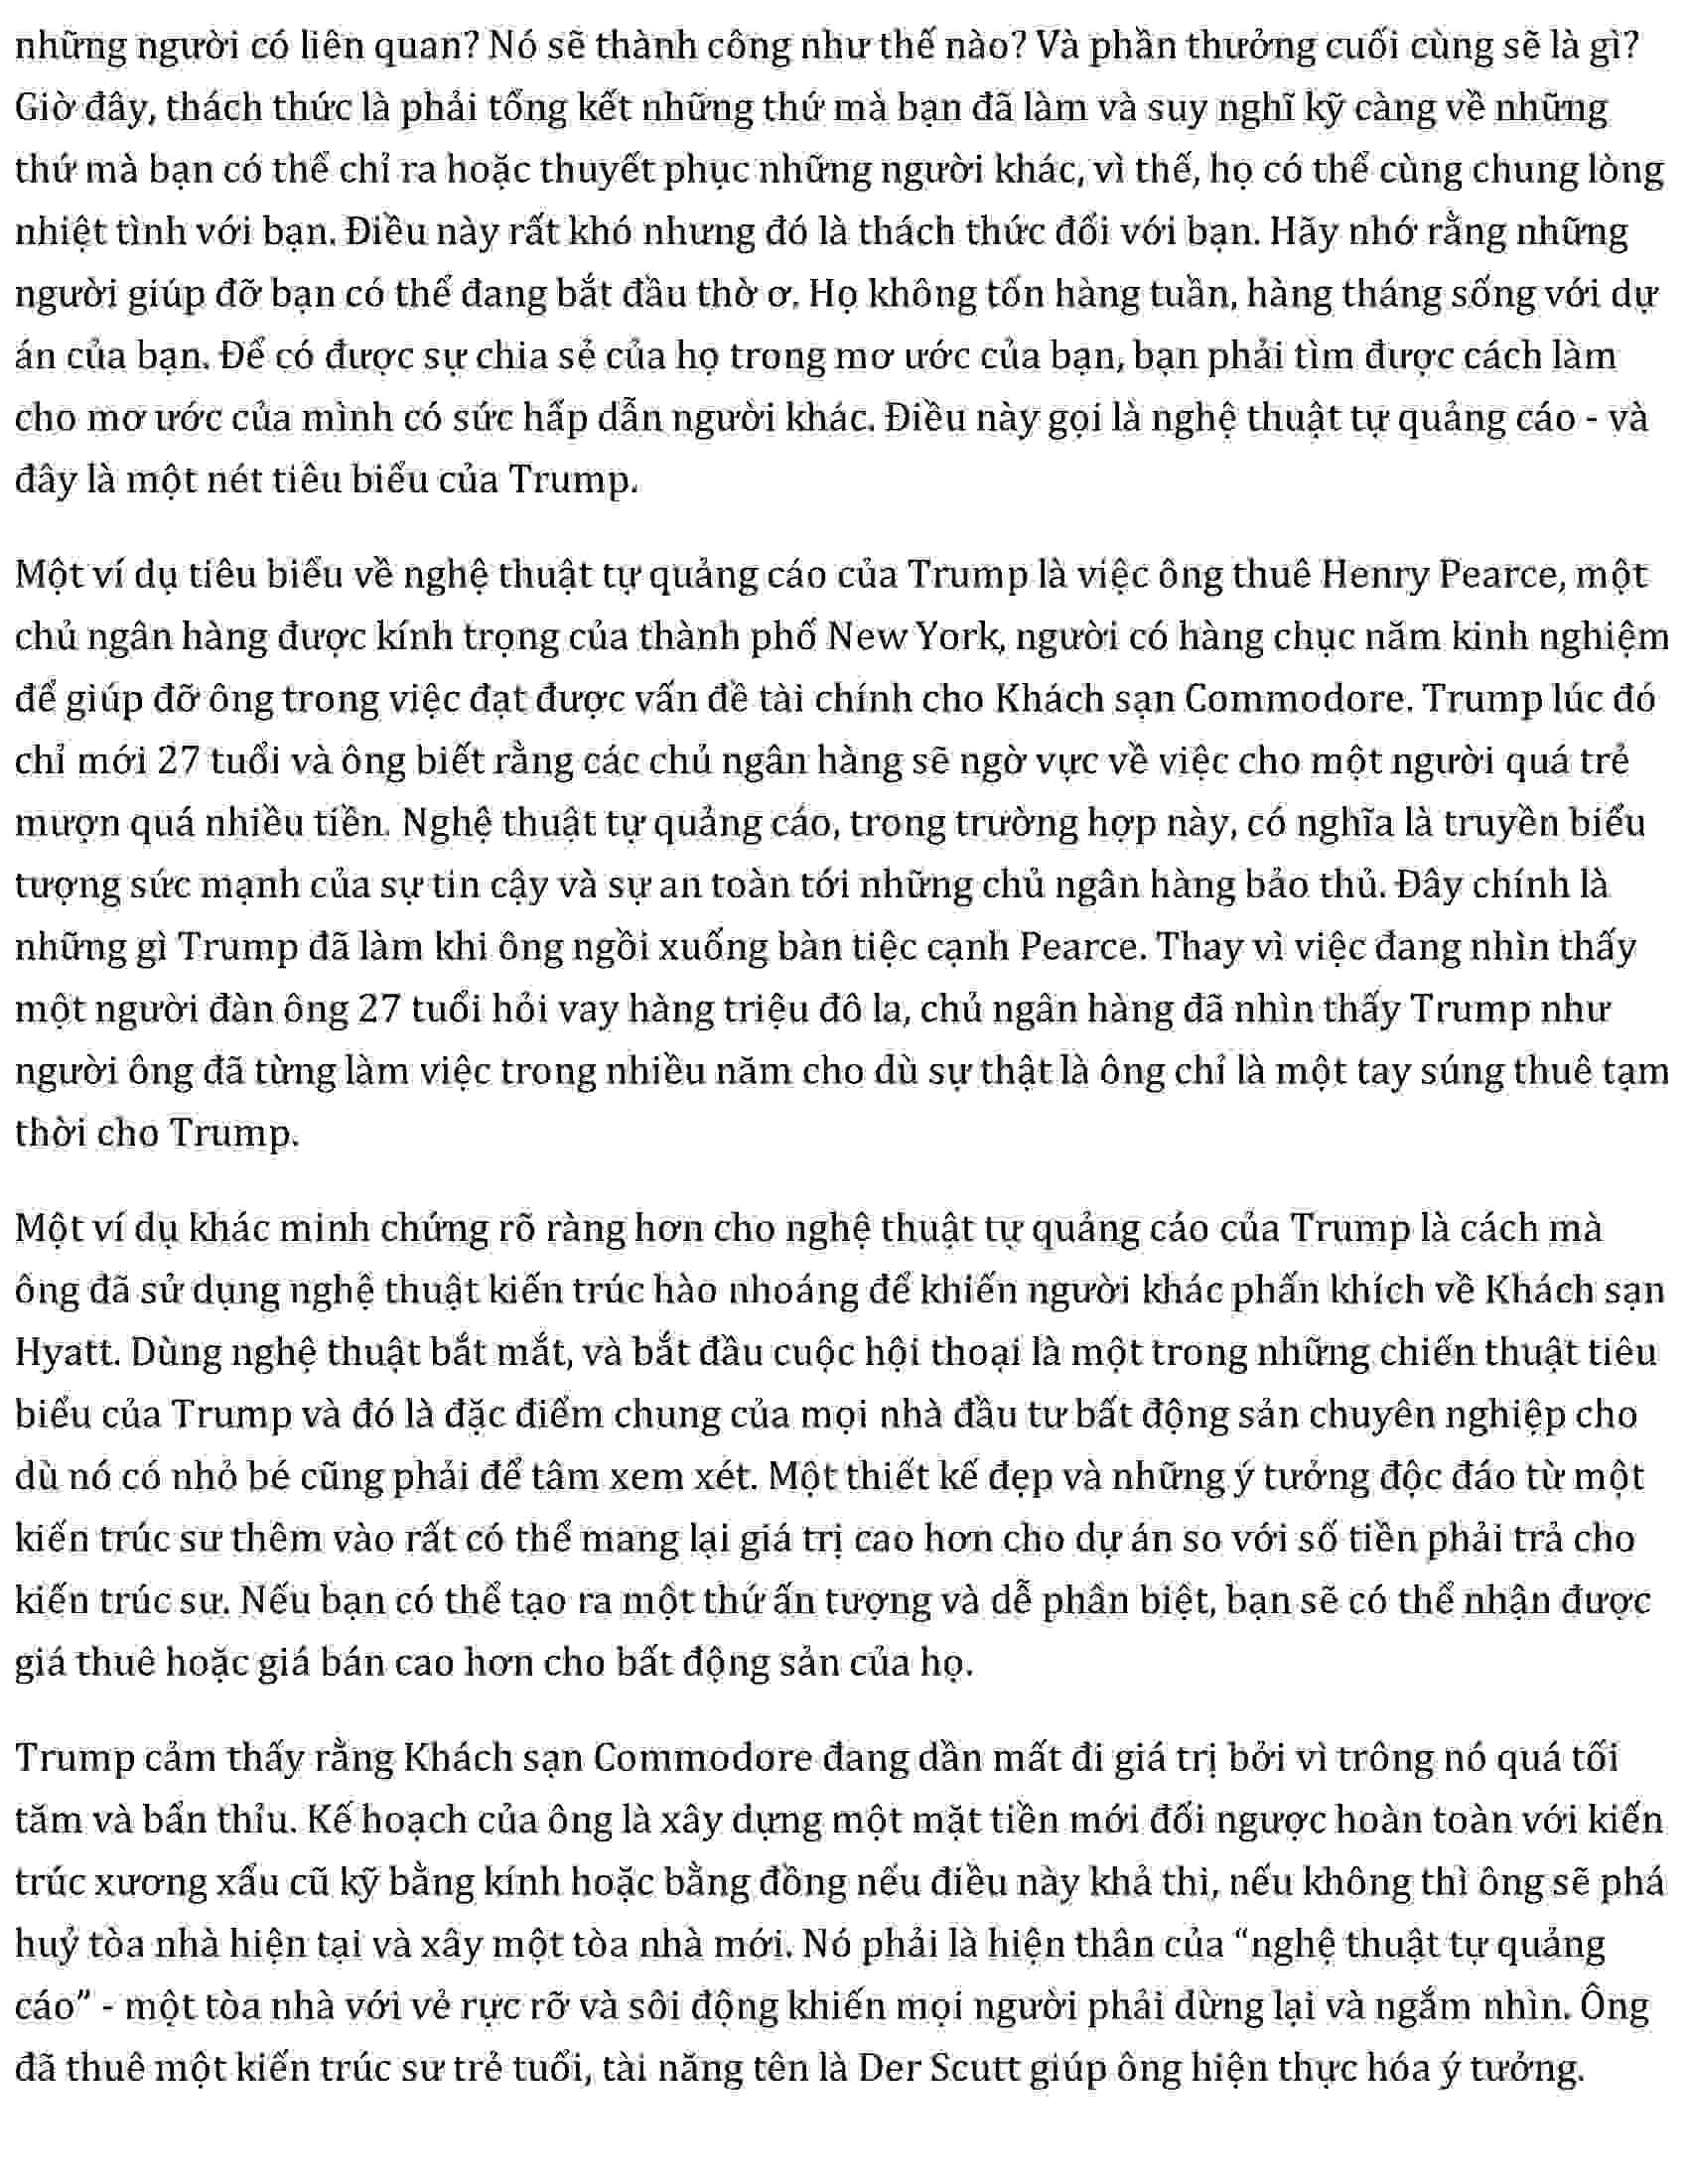 những người có liên quan? Nó sẽ thành công như thế nào? Và phần thưởng cuối cùng sẽ là gì?
Giờ đây, thách thức là phải tổng kết những thứ mà bạn đã làm và suy nghĩ kỹ càng về những
thứ mà bạn có thể chỉ ra hoặc thuyết phục những người khác, vì thế, họ có thể cùng chung lòng
nhiệt tình với bạn. Điều này rất khó nhưng đó là thách thức đối với bạn. Hãy nhớ rằng những
người giúp đỡ bạn có thể đang bắt đầu thờ ơ. Họ không tốn hàng tuần, hàng tháng sống với dự
án của bạn. Để có được sự chia sẻ của họ trong mơ ước của bạn, bạn phải tìm được cách làm
cho mơ ước của mình có sức hấp dẫn người khác. Điều này gọi là nghệ thuật tự quảng cáo - và
đây là một nét tiêu biểu của Trump.
Một ví dụ tiêu biểu về nghệ thuật tự quảng cáo của Trump là việc ông thuê Henry Pearce, một
chủ ngân hàng được kính trọng của thành phố New York, người có hàng chục năm kinh nghiệm
để giúp đỡ ông trong việc đạt được vấn đề tài chính cho Khách sạn Commodore. Trump lúc đó
chỉ mới 27 tuổi và ông biết rằng các chủ ngân hàng sẽ ngờ vực về việc cho một người quá trẻ
mượn quá nhiều tiền. Nghệ thuật tự quảng cáo, trong trường hợp này, có nghĩa là truyền biểu
tượng sức mạnh của sự tin cậy và sự an toàn tới những chủ ngân hàng bảo thủ. Đây chính là
những gì Trump đã làm khi ông ngồi xuống bàn tiệc cạnh Pearce. Thay vì việc đang nhìn thấy
một người đàn ông 27 tuổi hỏi vay hàng triệu đô la, chủ ngân hàng đã nhìn thấy Trump như
người ông đã từng làm việc trong nhiều năm cho dù sự thật là ông chỉ là một tay súng thuê tạm
thời cho Trump.
Một ví dụ khác minh chứng rõ ràng hơn cho nghệ thuật tự quảng cáo của Trump là cách mà
ông đã sử dụng nghệ thuật kiến trúc hào nhoáng để khiến người khác phấn khích về Khách sạn
Hyatt. Dùng nghệ thuật bắt mắt, và bắt đầu cuộc hội thoại là một trong những chiến thuật tiêu
biểu của Trump và đó là đặc điểm chung của mọi nhà đầu tư bất động sản chuyên nghiệp cho
dù nó có nhỏ bé cũng phải để tâm xem xét. Một thiết kế đẹp và những ý tưởng độc đáo từ một
kiến trúc sư thêm vào rất có thể mang lại giá trị cao hơn cho dự án so với số tiền phải trả cho
kiến trúc sư. Nếu bạn có thể tạo ra một thứ ấn tượng và dễ phân biệt, bạn sẽ có thể nhận được
giá thuê hoặc giá bán cao hơn cho bất động sản của họ.
Trump cảm thấy rằng Khách sạn Commodore đang dần mất đi giá trị bởi vì trông nó quá tối
tăm và bẩn thỉu. Kế hoạch của ông là xây dựng một mặt tiền mới đối ngược hoàn toàn với kiến
trúc xương xẩu cũ kỹ bằng kính hoặc bằng đồng nếu điều này khả thi, nếu không thì ông sẽ phá
huỷ tòa nhà hiện tại và xây một tòa nhà mới. Nó phải là hiện thân của “nghệ thuật tự quảng
cáo” - một tòa nhà với vẻ rực rỡ và sôi động khiến mọi người phải dừng lại và ngắm nhìn. Ông
đã thuê một kiến trúc sư trẻ tuổi, tài năng tên là Der Scutt giúp ông hiện thực hóa ý tưởng.